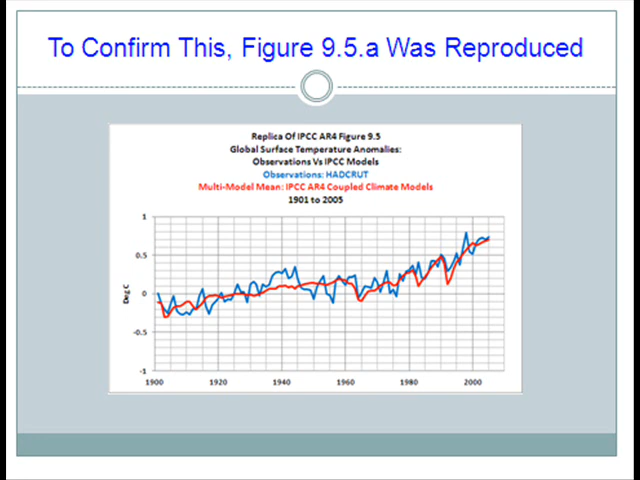 To Confirm This, Figure 9.5.a Was Reproduced
Replica Of IPCC AR4 Figure 9.5
Global Surface Temperature Anomalies:
Observations Vs IPCC Models
Observations: HADCRUT
Multi-Model Mean: IPCC AR4 Coupled Climate Models
1901 to 2005
1
0.5
0
-0.5
-1
Deg C
1900 1920 1940 1960 1980 2000